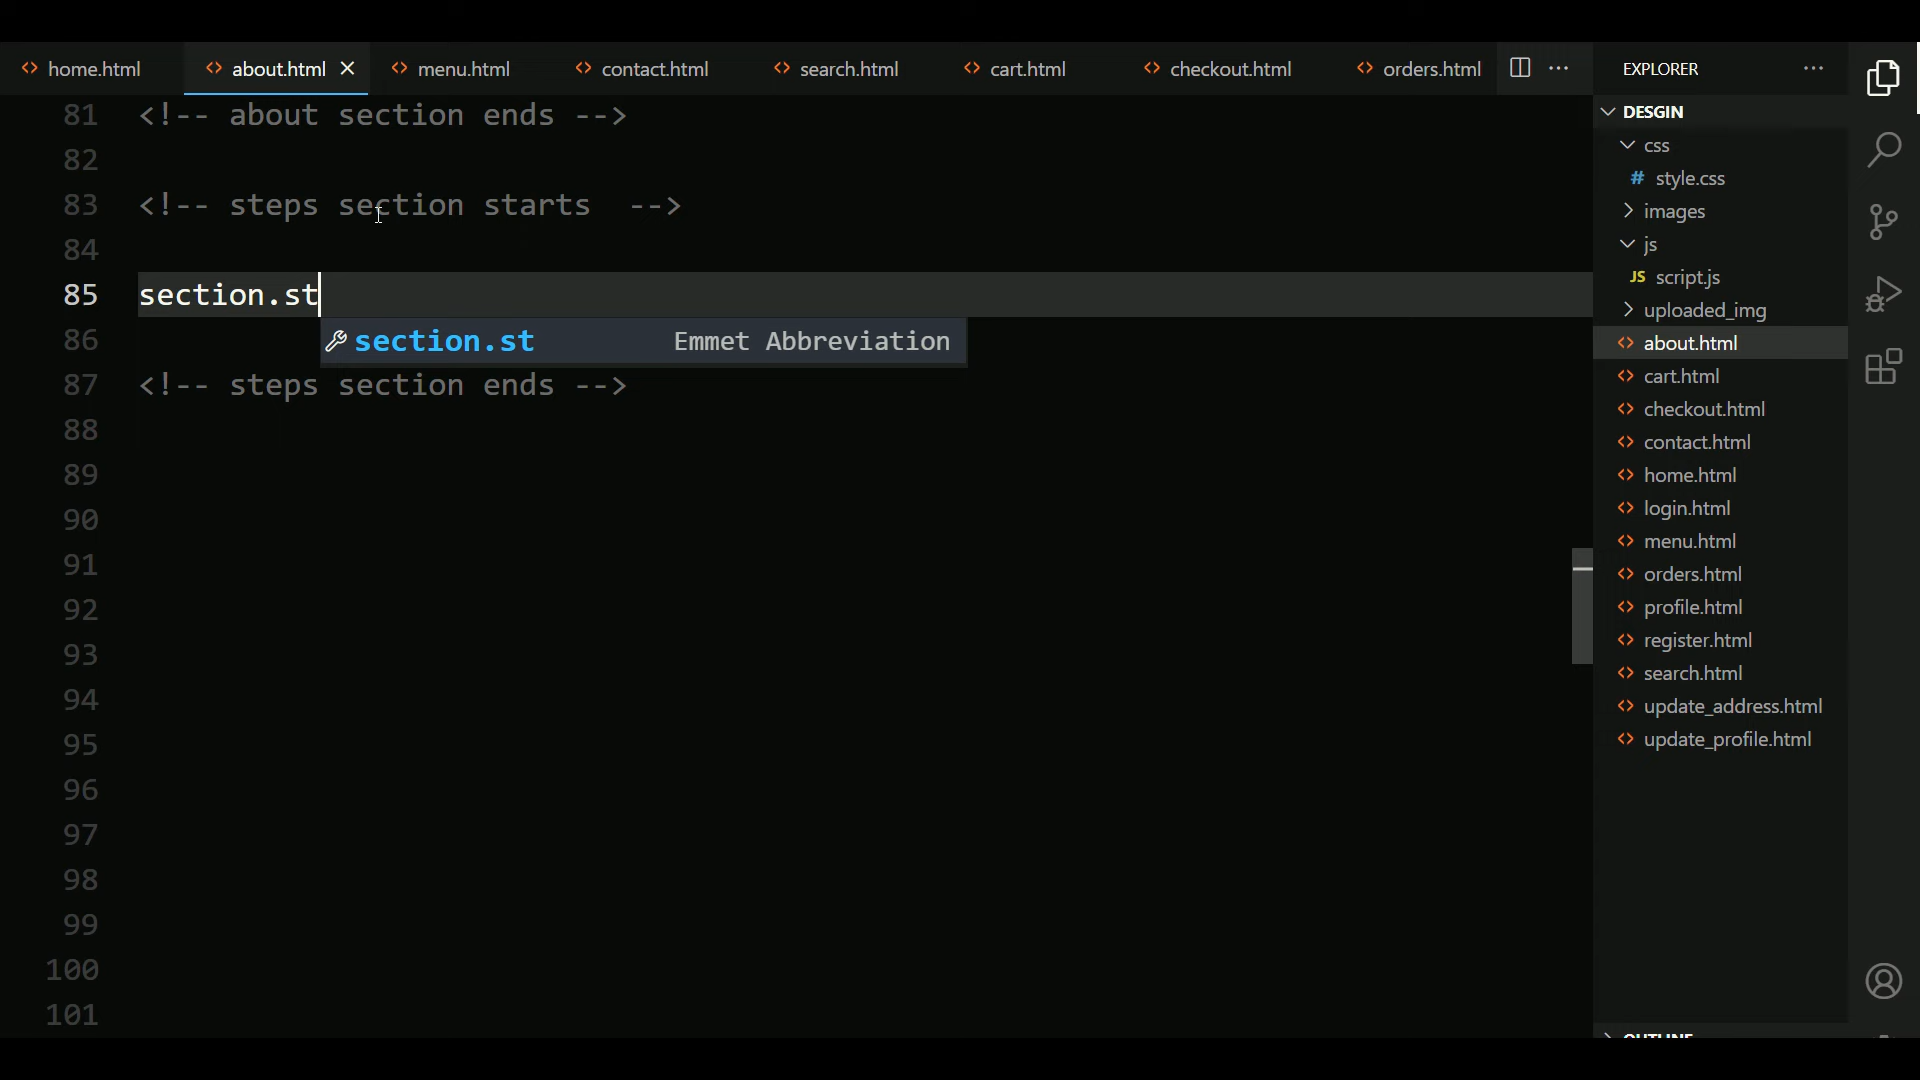 home.html about.html menu.html contact.html search.html cart.html checkout.html orders.html
81 <!-- about section ends -->
82
83 <!-- steps section starts  -->
84
85 section.st
86 section.st Emmet Abbreviation
87 <!-- steps section ends -->
88
89
90
91
92
93
94
95
96
97
98
99
100
101
EXPLORER
DESGIN
css
# style.css
images
js
JS script.js
uploaded_img
about.html
cart.html
checkout.html
contact.html
home.html
login.html
menu.html
orders.html
profile.html
register.html
search.html
update_address.html
update_profile.html
OUTLINE